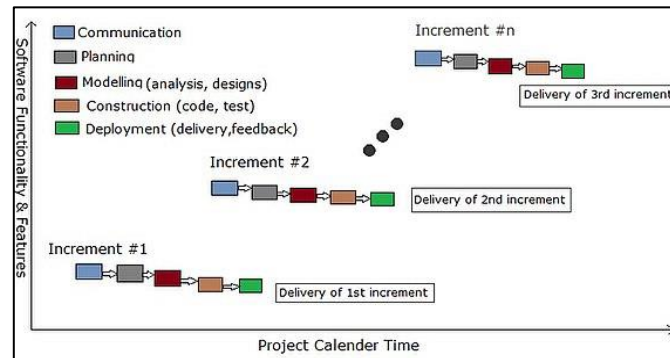 Software Functionality & Features
Communication
Planning
Modelling (analysis, designs)
Construction (code, test)
Deployment (delivery,feedback)
Increment #n
Delivery of 3rd increment
Increment #2
Delivery of 2nd increment
Increment #1
Delivery of 1st increment
Project Calender Time